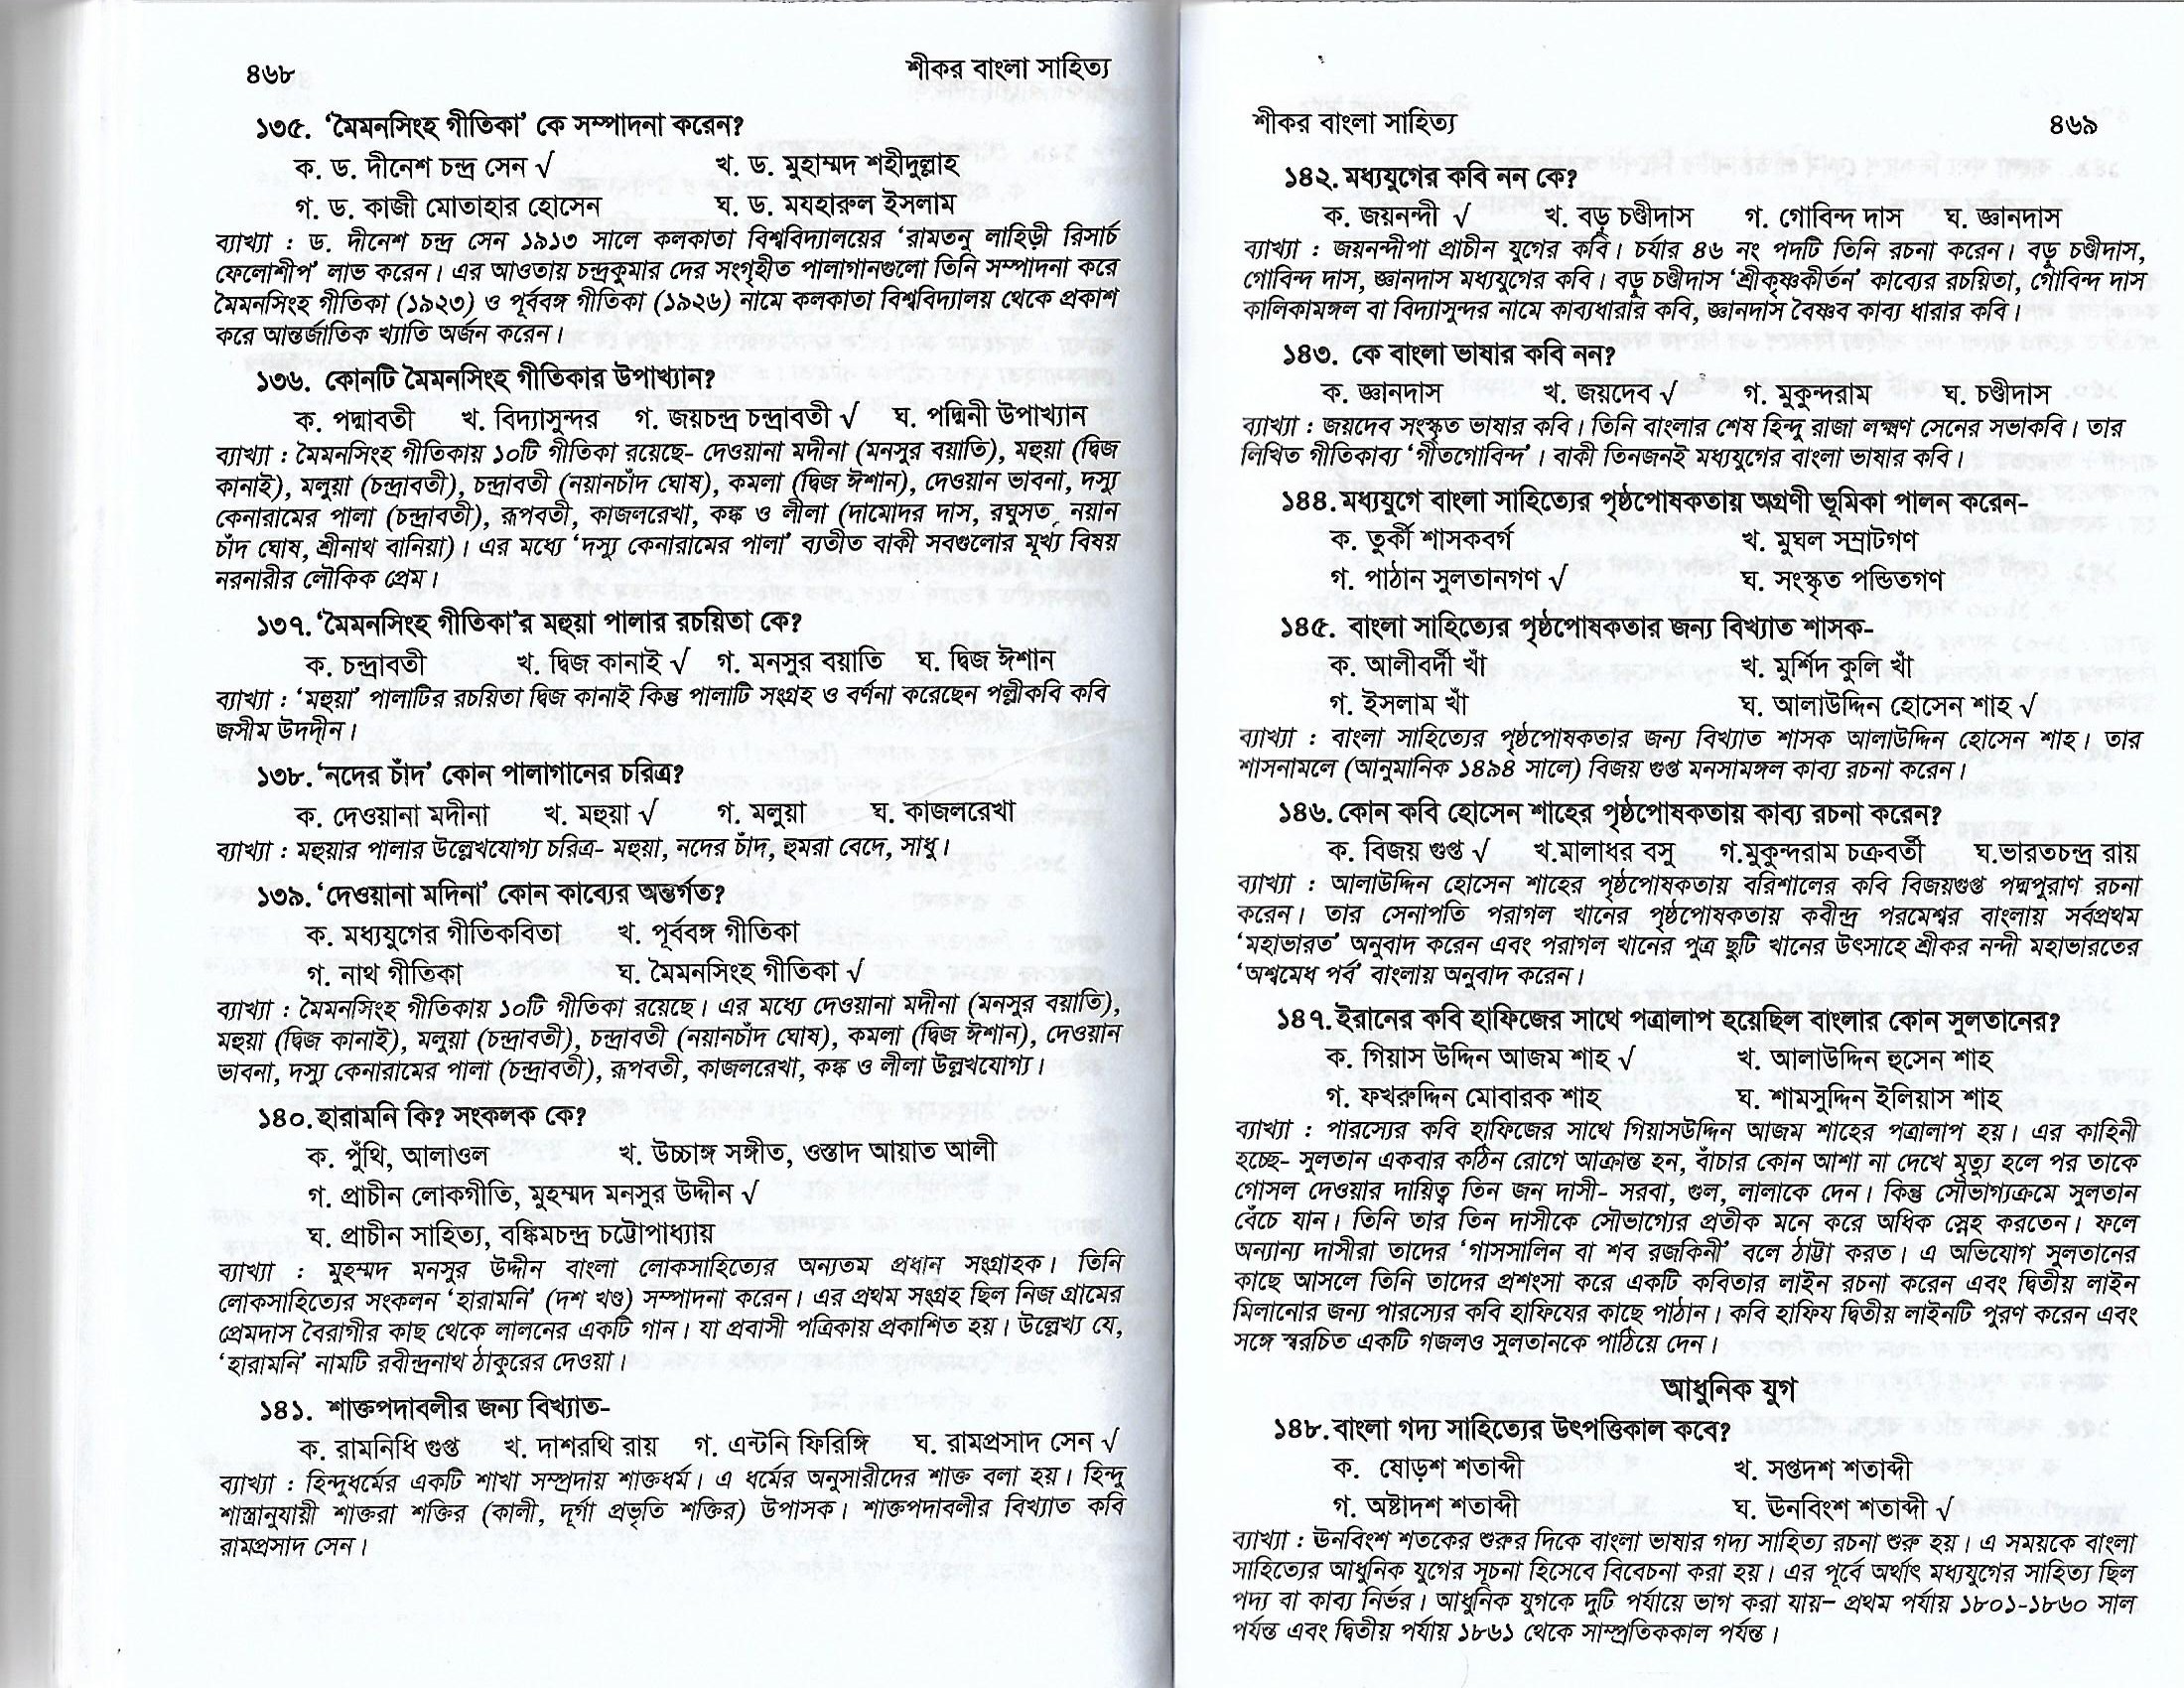 ৪৬৮
শীকর বাংলা সাহিত্য
১৩৫. ‘মৈমনসিংহ গীতিকা’ কে সম্পাদনা করেন?
ক. ড. দীনেশ চন্দ্র সেন √ খ. ড. মুহাম্মদ শহীদুল্লাহ
গ. ড. কাজী মোতাহার হোসেন ঘ. ড. মযহারুল ইসলাম
ব্যাখ্যা : ড. দীনেশ চন্দ্র সেন ১৯১৩ সালে কলকাতা বিশ্ববিদ্যালয়ের ‘রামতনু লাহিড়ী রিসার্চ
ফেলোশীপ’ লাভ করেন। এর আওতায় চন্দ্রকুমার দের সংগৃহীত পালাগানগুলো তিনি সম্পাদনা করে
মৈমনসিংহ গীতিকা (১৯২৩) ও পূর্ববঙ্গ গীতিকা (১৯২৬) নামে কলকাতা বিশ্ববিদ্যালয় থেকে প্রকাশ
করে আন্তর্জাতিক খ্যাতি অর্জন করেন।
১৩৬. কোনটি মৈমনসিংহ গীতিকার উপাখ্যান?
ক. পদ্মাবতী খ. বিদ্যাসুন্দর গ. জয়চন্দ্র চন্দ্রাবতী √ ঘ. পদ্মিনী উপাখ্যান
ব্যাখ্যা : মৈমনসিংহ গীতিকায় ১০টি গীতিকা রয়েছে- দেওয়ানা মদীনা (মনসুর বয়াতি), মহুয়া (দ্বিজ
কানাই), মলুয়া (চন্দ্রাবতী), চন্দ্রাবতী (নয়ানচাঁদ ঘোষ), কমলা (দ্বিজ ঈশান), দেওয়ান ভাবনা, দস্যু
কেনারামের পালা (চন্দ্রাবতী), রূপবতী, কাজলরেখা, কঙ্ক ও লীলা (দামোদর দাস, রঘুসত, নয়ান
চাঁদ ঘোষ, শ্রীনাথ বানিয়া)। এর মধ্যে ‘দস্যু কেনারামের পালা’ ব্যতীত বাকী সবগুলোর মূখ্য বিষয়
নরনারীর লৌকিক প্রেম।
১৩৭. ‘মৈমনসিংহ গীতিকা’র মহুয়া পালার রচয়িতা কে?
ক. চন্দ্রাবতী খ. দ্বিজ কানাই √ গ. মনসুর বয়াতি ঘ. দ্বিজ ঈশান
ব্যাখ্যা : ‘মহুয়া’ পালাটির রচয়িতা দ্বিজ কানাই কিন্তু পালাটি সংগ্রহ ও বর্ণনা করেছেন পল্লীকবি কবি
জসীম উদদ্দীন।
১৩৮. ‘নদের চাঁদ’ কোন পালাগানের চরিত্র?
ক. দেওয়ানা মদীনা খ. মহুয়া √ গ. মলুয়া ঘ. কাজলরেখা
ব্যাখ্যা : মহুয়ার পালার উল্লেখযোগ্য চরিত্র- মহুয়া, নদের চাঁদ, হুমরা বেদে, সাধু।
১৩৯. ‘দেওয়ানা মদিনা’ কোন কাব্যের অন্তর্গত?
ক. মধ্যযুগের গীতিকবিতা খ. পূর্ববঙ্গ গীতিকা
গ. নাথ গীতিকা ঘ. মৈমনসিংহ গীতিকা √
ব্যাখ্যা : মৈমনসিংহ গীতিকায় ১০টি গীতিকা রয়েছে। এর মধ্যে দেওয়ানা মদীনা (মনসুর বয়াতি),
মহুয়া (দ্বিজ কানাই), মলুয়া (চন্দ্রাবতী), চন্দ্রাবতী (নয়ানচাঁদ ঘোষ), কমলা (দ্বিজ ঈশান), দেওয়ান
ভাবনা, দস্যু কেনারামের পালা (চন্দ্রাবতী), রূপবতী, কাজলরেখা, কঙ্ক ও লীলা উল্লখযোগ্য।
১৪০. হারামনি কি? সংকলক কে?
ক. পুঁথি, আলাওল খ. উচ্চাঙ্গ সঙ্গীত, ওস্তাদ আয়াত আলী
গ. প্রাচীন লোকগীতি, মুহম্মদ মনসুর উদ্দীন √
ঘ. প্রাচীন সাহিত্য, বঙ্কিমচন্দ্র চট্টোপাধ্যায়
ব্যাখ্যা : মুহম্মদ মনসুর উদ্দীন বাংলা লোকসাহিত্যের অন্যতম প্রধান সংগ্রাহক। তিনি
লোকসাহিত্যের সংকলন ‘হারামনি’ (দশ খণ্ড) সম্পাদনা করেন। এর প্রথম সংগ্রহ ছিল নিজ গ্রামের
প্রেমদাস বৈরাগীর কাছ থেকে লালনের একটি গান। যা প্রবাসী পত্রিকায় প্রকাশিত হয়। উল্লেখ্য যে,
‘হারামনি’ নামটি রবীন্দ্রনাথ ঠাকুরের দেওয়া।
১৪১. শাক্তপদাবলীর জন্য বিখ্যাত-
ক. রামনিধি গুপ্ত খ. দাশরথি রায় গ. এন্টনি ফিরিঙ্গি ঘ. রামপ্রসাদ সেন √
ব্যাখ্যা : হিন্দুধর্মের একটি শাখা সম্প্রদায় শাক্তধর্ম। এ ধর্মের অনুসারীদের শাক্ত বলা হয়। হিন্দু
শাস্ত্রানুযায়ী শাক্তরা শক্তির (কালী, দূর্গা প্রভৃতি শক্তির) উপাসক। শাক্তপদাবলীর বিখ্যাত কবি
রামপ্রসাদ সেন।
শীকর বাংলা সাহিত্য
৪৬৯
১৪২. মধ্যযুগের কবি নন কে?
ক. জয়নন্দী √ খ. বড়ু চণ্ডীদাস গ. গোবিন্দ দাস ঘ. জ্ঞানদাস
ব্যাখ্যা : জয়নন্দীপা প্রাচীন যুগের কবি। চর্যার ৪৬ নং পদটি তিনি রচনা করেন। বড়ু চণ্ডীদাস,
গোবিন্দ দাস, জ্ঞানদাস মধ্যযুগের কবি। বড়ু চণ্ডীদাস ‘শ্রীকৃষ্ণকীর্তন’ কাব্যের রচয়িতা, গোঁবিন্দ দাস
কালিকামঙ্গল বা বিদ্যাসুন্দর নামে কাব্যধারার কবি, জ্ঞানদাস বৈষ্ণব কাব্য ধারার কবি।
১৪৩. কে বাংলা ভাষার কবি নন?
ক. জ্ঞানদাস খ. জয়দেব √ গ. মুকুন্দরাম ঘ. চণ্ডীদাস
ব্যাখ্যা : জয়দেব সংস্কৃত ভাষার কবি। তিনি বাংলার শেষ হিন্দু রাজা লক্ষ্মণ সেনের সভাকবি। তার
লিখিত গীতিকাব্য ‘গীতগোবিন্দ’। বাকী তিনজনই মধ্যযুগের বাংলা ভাষার কবি।
১৪৪. মধ্যযুগে বাংলা সাহিত্যের পৃষ্ঠপোষকতায় অগ্রণী ভূমিকা পালন করেন-
ক. তুর্কী শাসকবর্গ খ. মুঘল সম্রাটগণ
গ. পাঠান সুলতানগণ √ ঘ. সংস্কৃত পন্ডিতগণ
১৪৫. বাংলা সাহিত্যের পৃষ্ঠপোষকতার জন্য বিখ্যাত শাসক-
ক. আলীবর্দী খাঁ খ. মুর্শিদ কুলি খাঁ
গ. ইসলাম খাঁ ঘ. আলাউদ্দিন হোসেন শাহ √
ব্যাখ্যা : বাংলা সাহিত্যের পৃষ্ঠপোষকতার জন্য বিখ্যাত শাসক আলাউদ্দিন হোসেন শাহ। তার
শাসনামলে (আনুমানিক ১৪৯৪ সালে) বিজয় গুপ্ত মনসামঙ্গল কাব্য রচনা করেন।
১৪৬. কোন কবি হোসেন শাহের পৃষ্ঠপোষকতায় কাব্য রচনা করেন?
ক. বিজয় গুপ্ত √ খ.মালাধর বসু গ.মুকুন্দরাম চক্রবর্তী ঘ.ভারতচন্দ্র রায়
ব্যাখ্যা : আলাউদ্দিন হোসেন শাহের পৃষ্ঠপোষকতায় বরিশালের কবি বিজয়গুপ্ত পদ্মপুরাণ রচনা
করেন। তার সেনাপতি পরাগল খানের পৃষ্ঠপোষকতায় কবীন্দ্র পরমেশ্বর বাংলায় সর্বপ্রথম
‘মহাভারত’ অনুবাদ করেন এবং পরাগল খানের পুত্র ছুটি খানের উৎসাহে শ্রীকর নন্দী মহাভারতের
‘অশ্বমেধ পর্ব’ বাংলায় অনুবাদ করেন।
১৪৭. ইরানের কবি হাফিজের সাথে পত্রালাপ হয়েছিল বাংলার কোন সুলতানের?
ক. গিয়াস উদ্দিন আজম শাহ √ খ. আলাউদ্দিন হুসেন শাহ
গ. ফখরুদ্দিন মোবারক শাহ ঘ. শামসুদ্দিন ইলিয়াস শাহ
ব্যাখ্যা : পারস্যের কবি হাফিজের সাথে গিয়াসউদ্দিন আজম শাহের পত্রালাপ হয়। এর কাহিনী
হচ্ছে- সুলতান একবার কঠিন রোগে আক্রান্ত হন, বাঁচার কোন আশা না দেখে মৃত্যু হলে পর তাকে
গোসল দেওয়ার দায়িত্ব তিন জন দাসী- সরবা, গুল, লালাকে দেন। কিন্তু সৌভাগ্যক্রমে সুলতান
বেঁচে যান। তিনি তার তিন দাসীকে সৌভাগ্যের প্রতীক মনে করে অধিক স্নেহ করতেন। ফলে
অন্যান্য দাসীরা তাদের ‘গাসসালিন বা শব রজকিনী’ বলে ঠাট্টা করত। এ অভিযোগ সুলতানের
কাছে আসলে তিনি তাদের প্রশংসা করে একটি কবিতার লাইন রচনা করেন এবং দ্বিতীয় লাইন
মিলানোর জন্য পারস্যের কবি হাফিযের কাছে পাঠান। কবি হাফিয দ্বিতীয় লাইনটি পুরণ করেন এবং
সঙ্গে স্বরচিত একটি গজলও সুলতানকে পাঠিয়ে দেন।
আধুনিক যুগ
১৪৮. বাংলা গদ্য সাহিত্যের উৎপত্তিকাল কবে?
ক. ষোড়শ শতাব্দী খ. সপ্তদশ শতাব্দী
গ. অষ্টাদশ শতাব্দী ঘ. ঊনবিংশ শতাব্দী √
ব্যাখ্যা : ঊনবিংশ শতকের শুরুর দিকে বাংলা ভাষার গদ্য সাহিত্য রচনা শুরু হয়। এ সময়কে বাংলা
সাহিত্যের আধুনিক যুগের সূচনা হিসেবে বিবেচনা করা হয়। এর পূর্বে অর্থাৎ মধ্যযুগের সাহিত্য ছিল
পদ্য বা কাব্য নির্ভর। আধুনিক যুগকে দুটি পর্যায়ে ভাগ করা যায়– প্রথম পর্যায় ১৮০১-১৮৬০ সাল
পর্যন্ত এবং দ্বিতীয় পর্যায় ১৮৬১ থেকে সাম্প্রতিককাল পর্যন্ত।